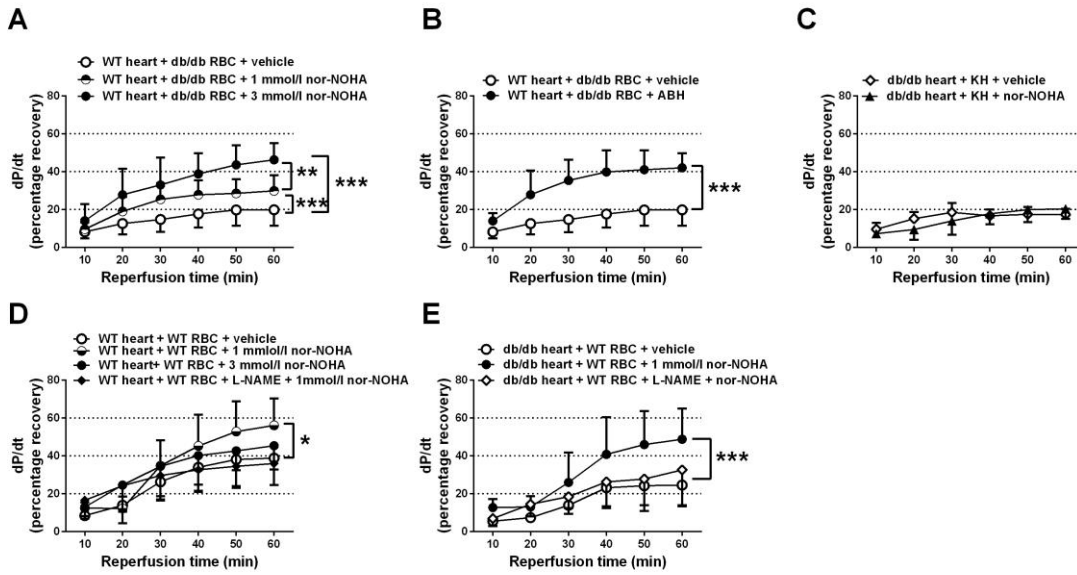 A
WT heart + db/db RBC + vehicle
WT heart + db/db RBC + 1 mmol/l nor-NOHA
WT heart + db/db RBC + 3 mmol/l nor-NOHA
dP/dt
(percentage recovery)
80
60
40
20
0
**
***
***
10 20 30 40 50 60
Reperfusion time (min)
B
WT heart + db/db RBC + vehicle
WT heart + db/db RBC + ABH
dP/dt
(percentage recovery)
80
60
40
20
0
***
10 20 30 40 50 60
Reperfusion time (min)
C
db/db heart + KH + vehicle
db/db heart + KH + nor-NOHA
dP/dt
(percentage recovery)
80
60
40
20
0
10 20 30 40 50 60
Reperfusion time (min)
D
WT heart + WT RBC + vehicle
WT heart + WT RBC + 1 mmlol/l nor-NOHA
WT heart+ WT RBC + 3 mmol/l nor-NOHA
WT heart + WT RBC + L-NAME + 1mmol/l nor-NOHA
dP/dt
(percentage recovery)
80
60
40
20
0
*
10 20 30 40 50 60
Reperfusion time (min)
E
db/db heart + WT RBC + vehicle
db/db heart + WT RBC + 1 mmol/l nor-NOHA
db/db heart + WT RBC + L-NAME + nor-NOHA
dP/dt
(percentage recovery)
80
60
40
20
0
***
10 20 30 40 50 60
Reperfusion time (min)